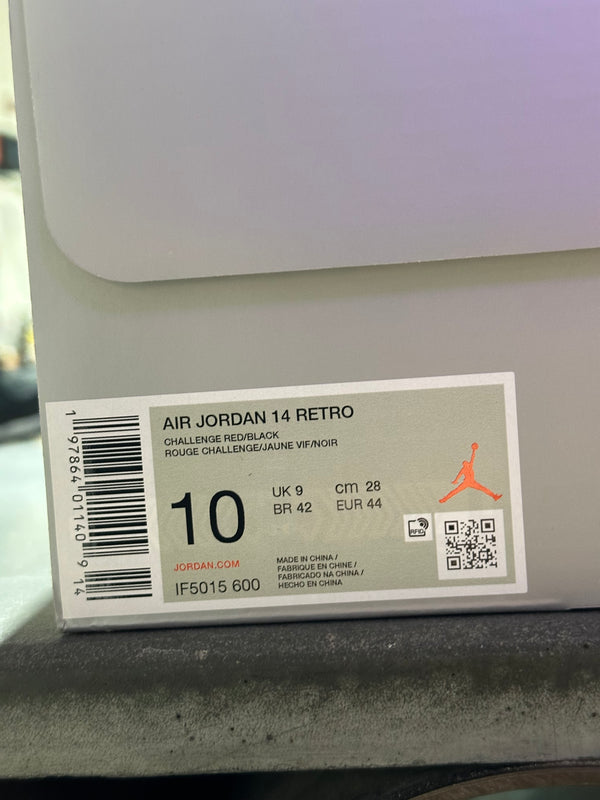 AIR JORDAN 14 RETRO
CHALLENGE RED/BLACK
ROUGE CHALLENGE/JAUNE VIF/NOIR
10
UK 9 cm 28
BR 42 EUR 44
RFID
JORDAN.COM
IF5015 600
MADE IN CHINA /
FABRIQUE EN CHINE /
FABRICADO NA CHINA /
HECHO EN CHINA
1 97864 01140 9 14